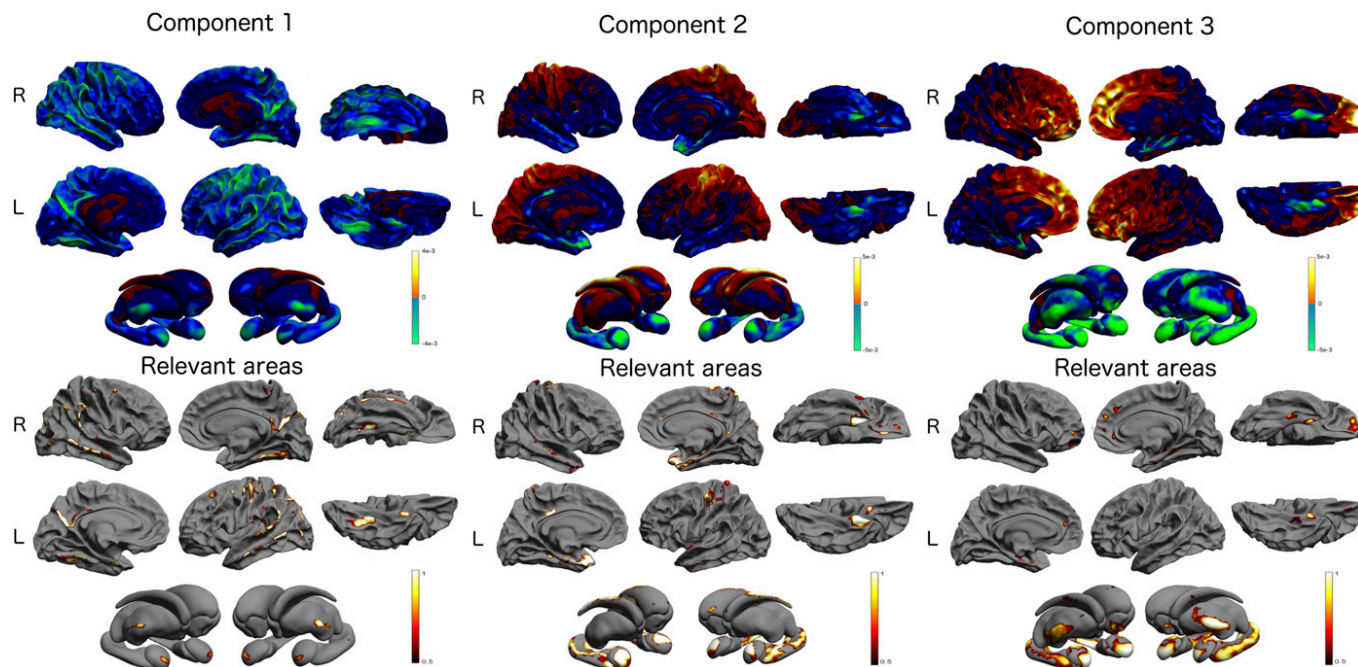 Component 1
Component 2
Component 3
R
R
R
L
L
L
4e-3
0
-4e-3
5e-3
0
-5e-3
5e-3
0
-5e-3
Relevant areas
Relevant areas
Relevant areas
R
R
R
L
L
L
1
0.5
1
0.5
1
0.5